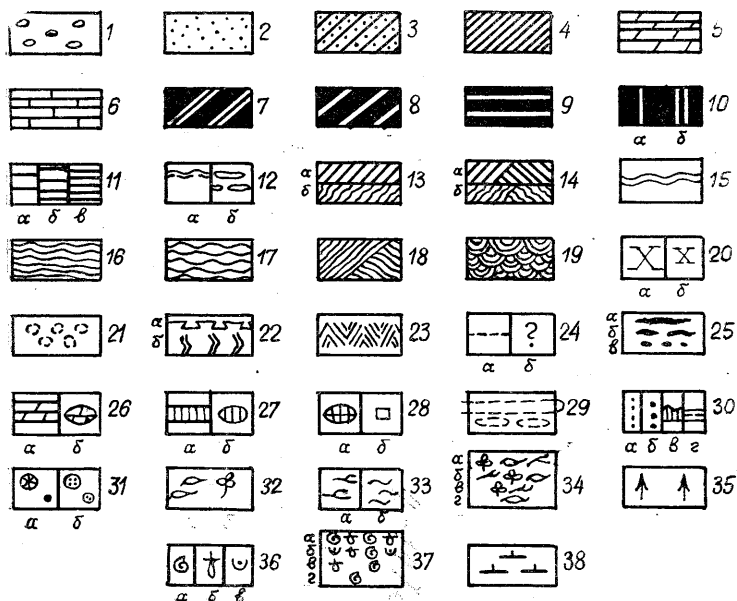 1 2 3 4 5
6 7 8 9 10
а б
11 12 а б 13 а б 14 15
а б в а б
16 17 18 19 20
а б
21 а б 22 23 24 а б в 25
? а б
26 27 28 29 30
а б а б а б а б в г
31 32 33 а б в г 34 35
а б а б
36 а б в г 37 38
а б в